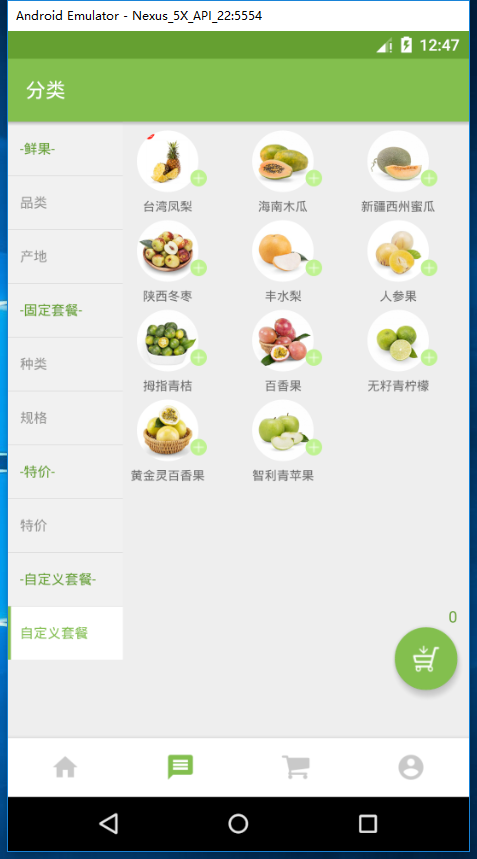 Android Emulator - Nexus_5X_API_22:5554
12:47
分类
-鲜果-
品类
产地
-固定套餐-
种类
规格
-特价-
特价
-自定义套餐-
自定义套餐
台湾凤梨
海南木瓜
新疆西州蜜瓜
陕西冬枣
丰水梨
人参果
拇指青桔
百香果
无籽青柠檬
黄金灵百香果
智利青苹果
0